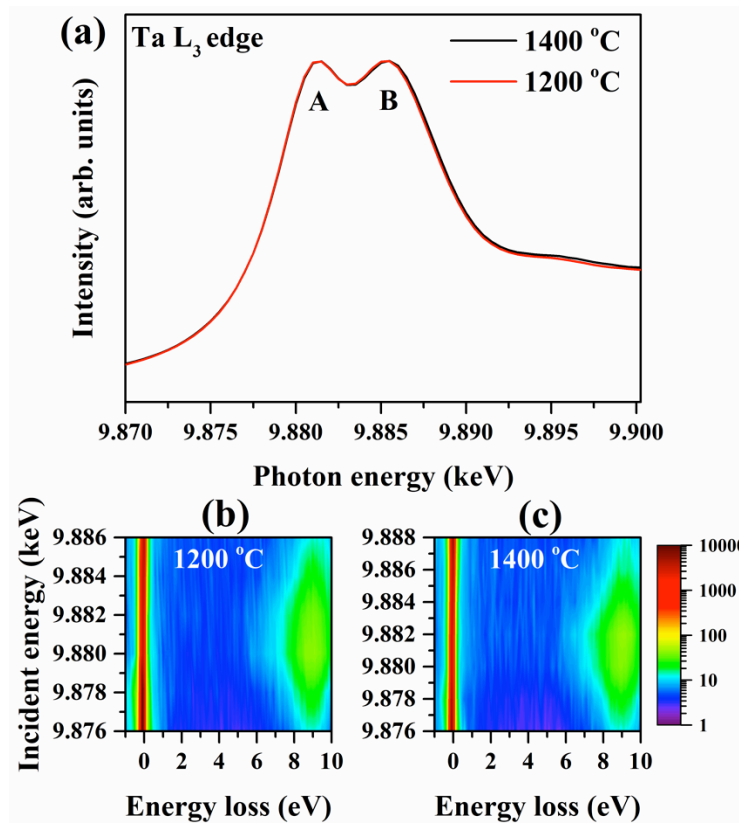 (a) Ta L₃ edge
1400 °C
1200 °C
A B
Intensity (arb. units)
9.870 9.875 9.880 9.885 9.890 9.895 9.900
Photon energy (keV)
(b) (c)
Incident energy (keV)
9.886
9.884
9.882
9.880
9.878
9.876
1200 °C
0 2 4 6 8 10
Energy loss (eV)
9.888
9.886
9.884
9.882
9.880
9.878
9.876
1400 °C
0 2 4 6 8 10
Energy loss (eV)
10000
1000
100
10
1